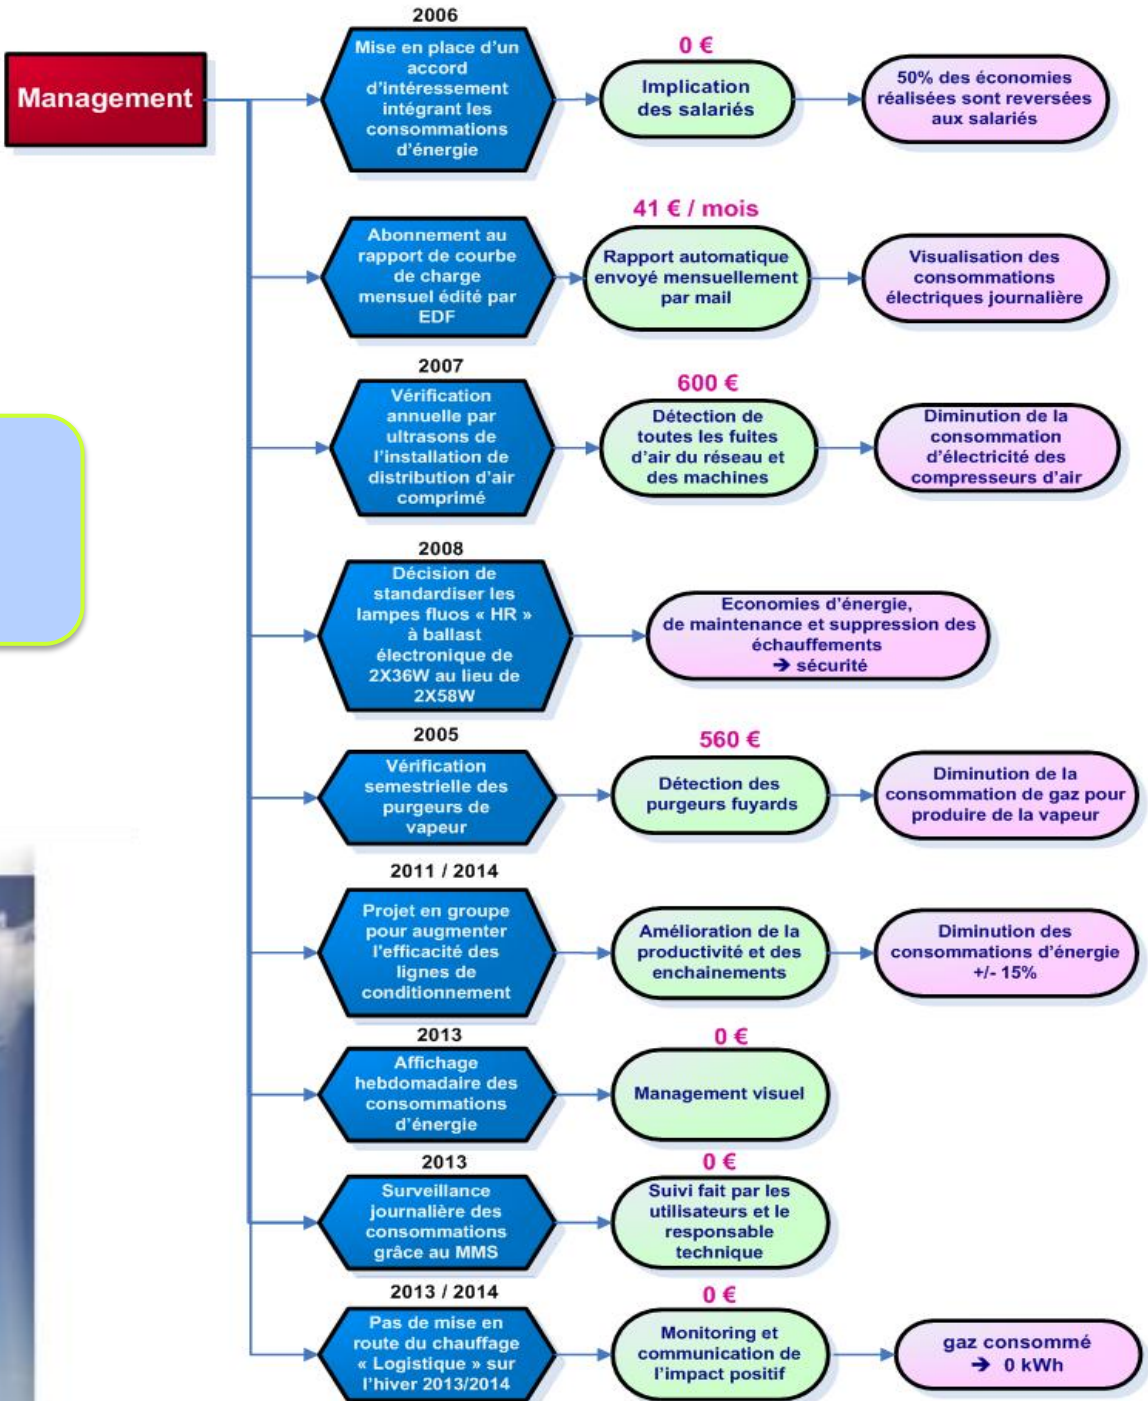 Management
2006
Mise en place d'un
accord
d'intéressement
intégrant les
consommations
d'énergie
0 €
Implication
des salariés
50% des économies
réalisées sont reversées
aux salariés
Abonnement au
rapport de courbe
de charge
mensuel édité par
EDF
41 € / mois
Rapport automatique
envoyé mensuellement
par mail
Visualisation des
consommations
électriques journalière
2007
Vérification
annuelle par
ultrasons de
l'installation de
distribution d'air
comprimé
600 €
Détection de
toutes les fuites
d'air du réseau et
des machines
Diminution de la
consommation
d'électricité des
compresseurs d'air
2008
Décision de
standardiser les
lampes fluos « HR »
à ballast
électronique de
2X36W au lieu de
2X58W
Economies d'énergie,
de maintenance et suppression des
échauffements
➔ sécurité
2005
Vérification
semestrielle des
purgeurs de
vapeur
560 €
Détection des
purgeurs fuyards
Diminution de la
consommation de gaz pour
produire de la vapeur
2011 / 2014
Projet en groupe
pour augmenter
l'efficacité des
lignes de
conditionnement
Amélioration de la
productivité et des
enchainements
Diminution des
consommations d'énergie
+/- 15%
2013
Affichage
hebdomadaire des
consommations
d'énergie
0 €
Management visuel
2013
Surveillance
journalière des
consommations
grâce au MMS
0 €
Suivi fait par les
utilisateurs et le
responsable
technique
2013 / 2014
Pas de mise en
route du chauffage
« Logistique » sur
l'hiver 2013/2014
0 €
Monitoring et
communication de
l'impact positif
gaz consommé
➔ 0 kWh